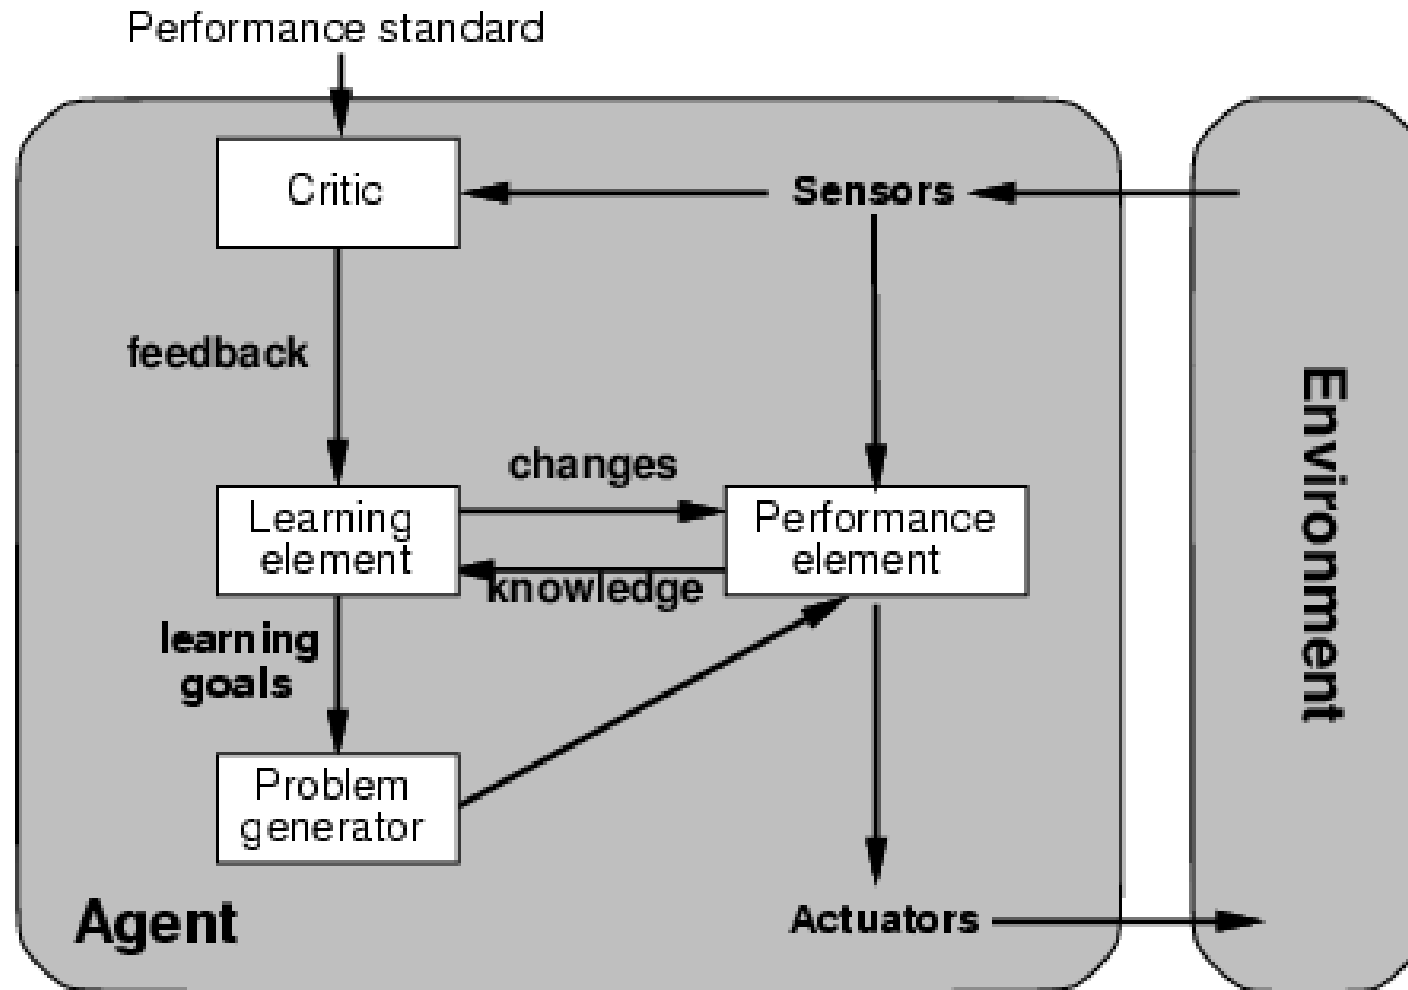 Performance standard
Critic
Sensors
feedback
changes
Learning
element
Performance
element
knowledge
learning
goals
Problem
generator
Agent
Actuators
Environment